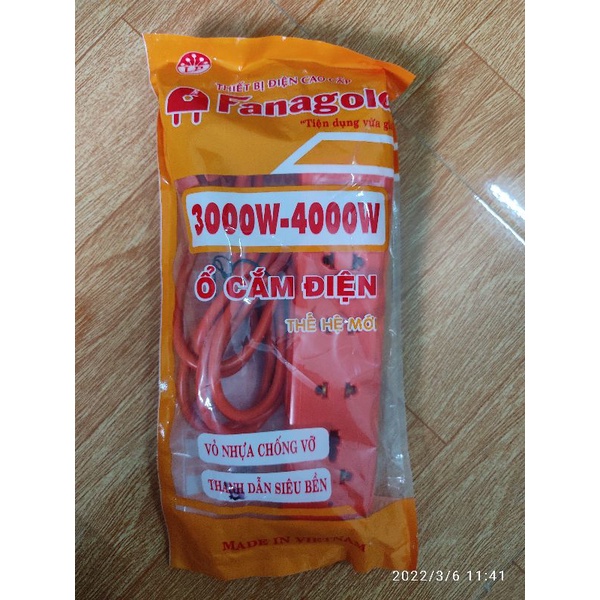 THIẾT BỊ ĐIỆN CAO CẤP
Fanagold
"Tiện dụng vừa
3000W-4000W
Ổ CẮM ĐIỆN
THẾ HỆ MỚI
VỎ NHỰA CHỐNG VỠ
THANH DẪN SIÊU BỀN
MADE IN VIETNAM
2022/3/6 11:41